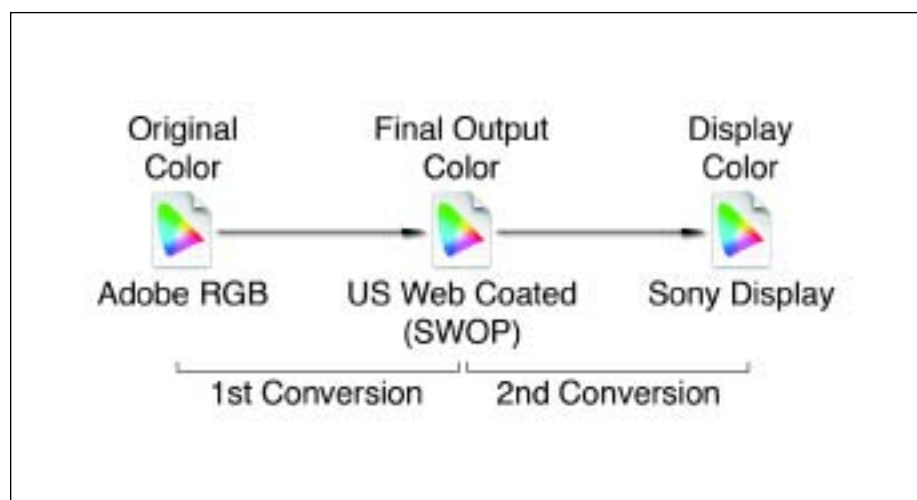 Original
Color
Final Output
Color
Display
Color
Adobe RGB
US Web Coated
(SWOP)
Sony Display
1st Conversion
2nd Conversion